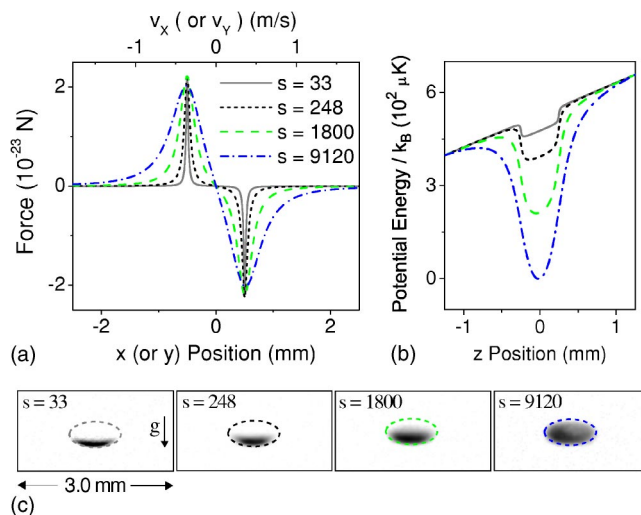 v_X ( or v_Y ) (m/s)
-1 0 1
Force (10^-23 N)
2
0
-2
s = 33
s = 248
s = 1800
s = 9120
-2 0 2
x (or y) Position (mm)
(a)
Potential Energy / k_B (10^2 μK)
6
3
0
-1 0 1
z Position (mm)
(b)
s = 33
g
s = 248
s = 1800
s = 9120
3.0 mm
(c)